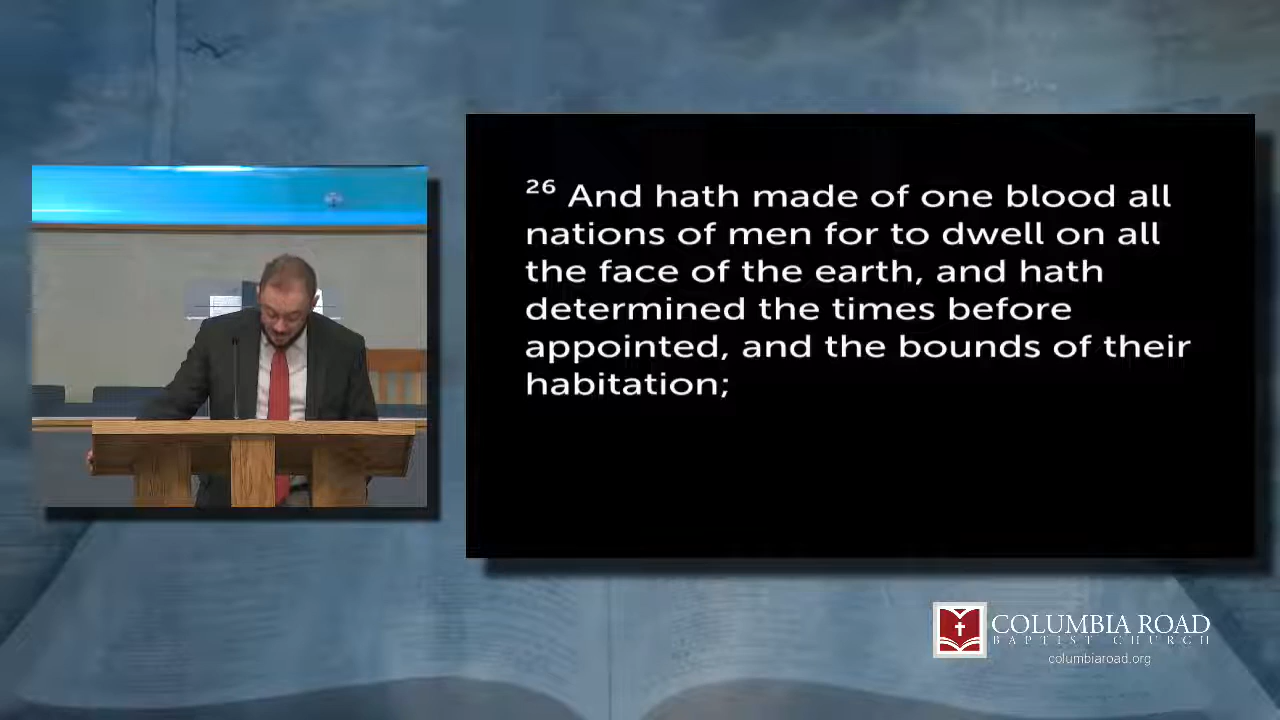 26 And hath made of one blood all
nations of men for to dwell on all
the face of the earth, and hath
determined the times before
appointed, and the bounds of their
habitation;
COLUMBIA ROAD
BAPTIST CHURCH
columbiaroad.org